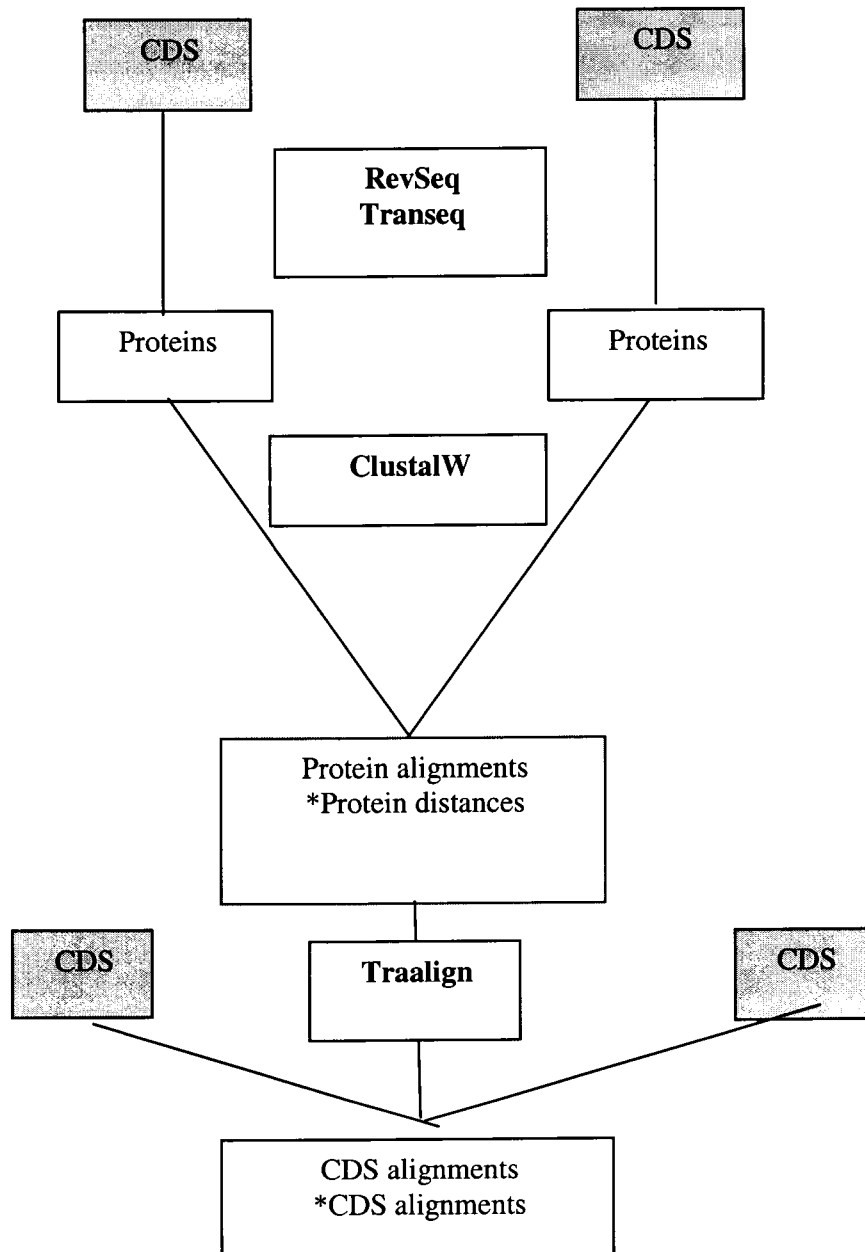 CDS
CDS
RevSeq
Transeq
Proteins
Proteins
ClustalW
Protein alignments
*Protein distances
CDS
Traalign
CDS
CDS alignments
*CDS alignments